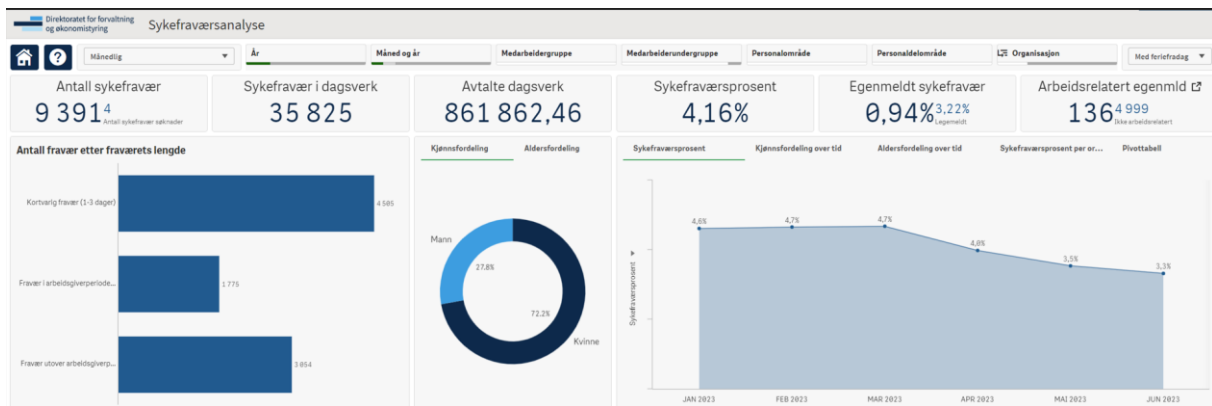 Direktoratet for forvaltning
og økonomistyring
Sykefraværsanalyse
Månedlig
År
Måned og år
Medarbeidergruppe
Medarbeiderundergruppe
Personalområde
Personaldelområde
Organisasjon
Med feriefradag
Antall sykefravær
9 391 4
Antall sykefravær søknader
Sykefravær i dagsverk
35 825
Avtalte dagsverk
861 862,46
Sykefraværsprosent
4,16%
Egenmeldt sykefravær
0,94% 3,22%
Legemeldt
Arbeidsrelatert egenmld
136 4 999
Ikke arbeidsrelatert
Antall fravær etter fraværets lengde
Kortvarig fravær (1-3 dager)
4 505
Fravær i arbeidsgiverperiode...
1 775
Fravær utover arbeidsgiverp...
3 054
Kjønnsfordeling
Aldersfordeling
Mann
27.8%
72.2%
Kvinne
Sykefraværsprosent
Kjønnsfordeling over tid
Aldersfordeling over tid
Sykefraværsprosent per or...
Pivottabell
Sykefraværsprosent
4,6%
4,7%
4,7%
4,0%
3,5%
3,3%
JAN 2023
FEB 2023
MAR 2023
APR 2023
MAI 2023
JUN 2023